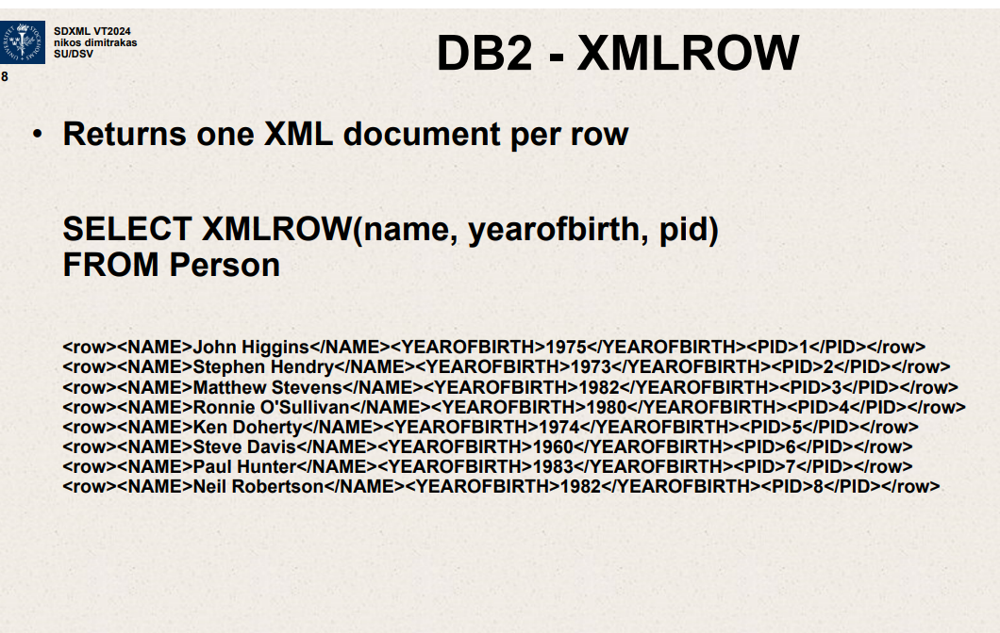 SDXML VT2024
nikos dimitrakas
SU/DSV
8
DB2 - XMLROW
• Returns one XML document per row
SELECT XMLROW(name, yearofbirth, pid)
FROM Person
<row><NAME>John Higgins</NAME><YEAROFBIRTH>1975</YEAROFBIRTH><PID>1</PID></row>
<row><NAME>Stephen Hendry</NAME><YEAROFBIRTH>1973</YEAROFBIRTH><PID>2</PID></row>
<row><NAME>Matthew Stevens</NAME><YEAROFBIRTH>1982</YEAROFBIRTH><PID>3</PID></row>
<row><NAME>Ronnie O'Sullivan</NAME><YEAROFBIRTH>1980</YEAROFBIRTH><PID>4</PID></row>
<row><NAME>Ken Doherty</NAME><YEAROFBIRTH>1974</YEAROFBIRTH><PID>5</PID></row>
<row><NAME>Steve Davis</NAME><YEAROFBIRTH>1960</YEAROFBIRTH><PID>6</PID></row>
<row><NAME>Paul Hunter</NAME><YEAROFBIRTH>1983</YEAROFBIRTH><PID>7</PID></row>
<row><NAME>Neil Robertson</NAME><YEAROFBIRTH>1982</YEAROFBIRTH><PID>8</PID></row>